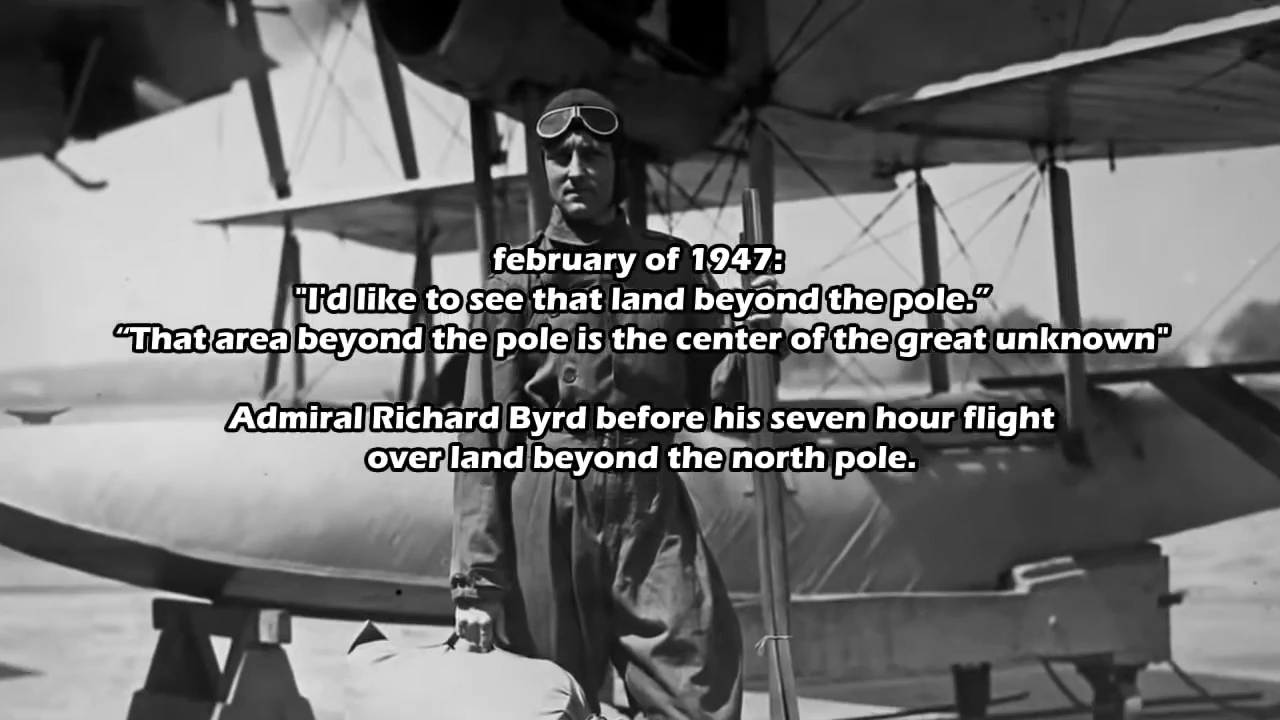 february of 1947:
"I'd like to see that land beyond the pole.”
“That area beyond the pole is the center of the great unknown"
Admiral Richard Byrd before his seven hour flight
over land beyond the north pole.